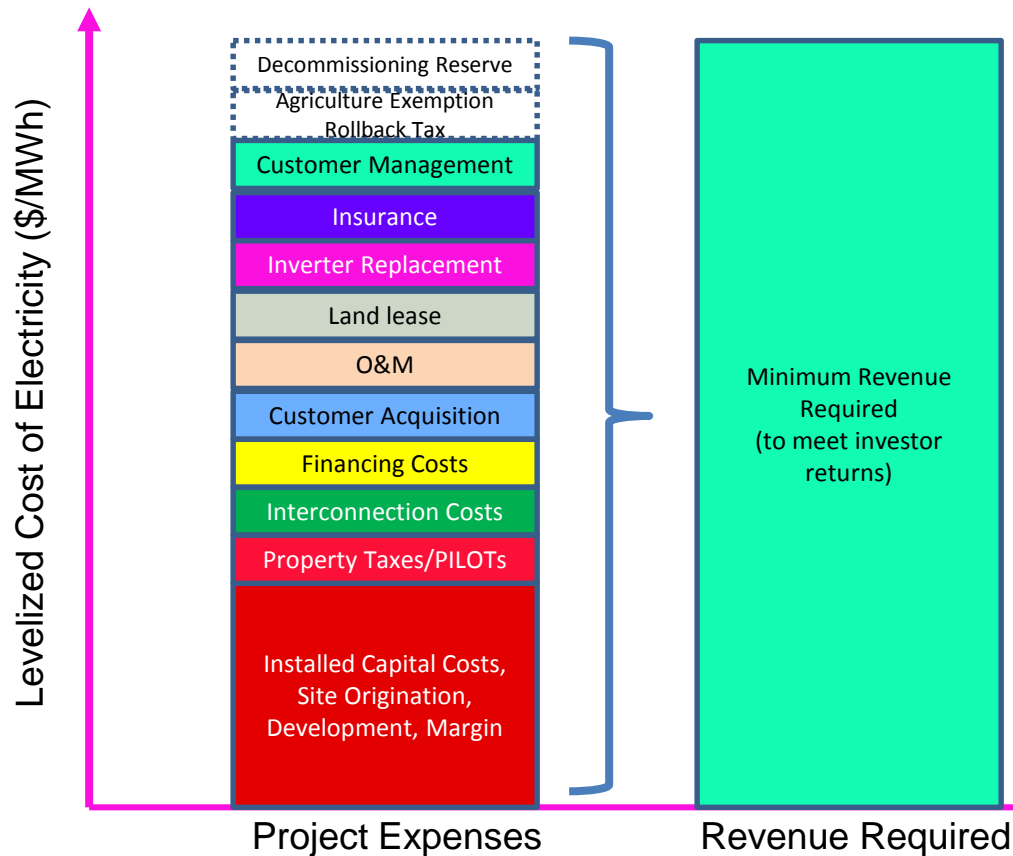 Levelized Cost of Electricity ($/MWh)
Decommissioning Reserve
Agriculture Exemption
Rollback Tax
Customer Management
Insurance
Inverter Replacement
Land lease
O&M
Customer Acquisition
Financing Costs
Interconnection Costs
Property Taxes/PILOTs
Installed Capital Costs,
Site Origination,
Development, Margin
Minimum Revenue
Required
(to meet investor
returns)
Project Expenses
Revenue Required